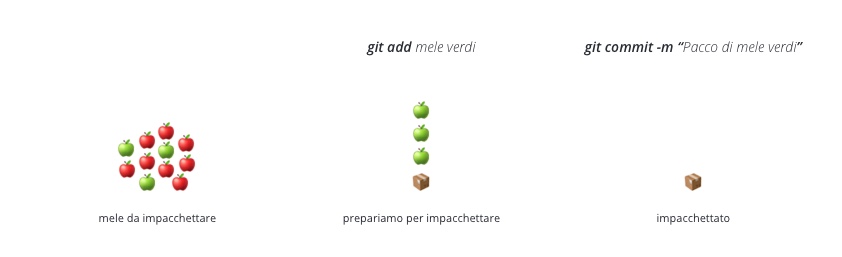 git add mele verdi
git commit -m “Pacco di mele verdi”
mele da impacchettare
prepariamo per impacchettare
impacchettato